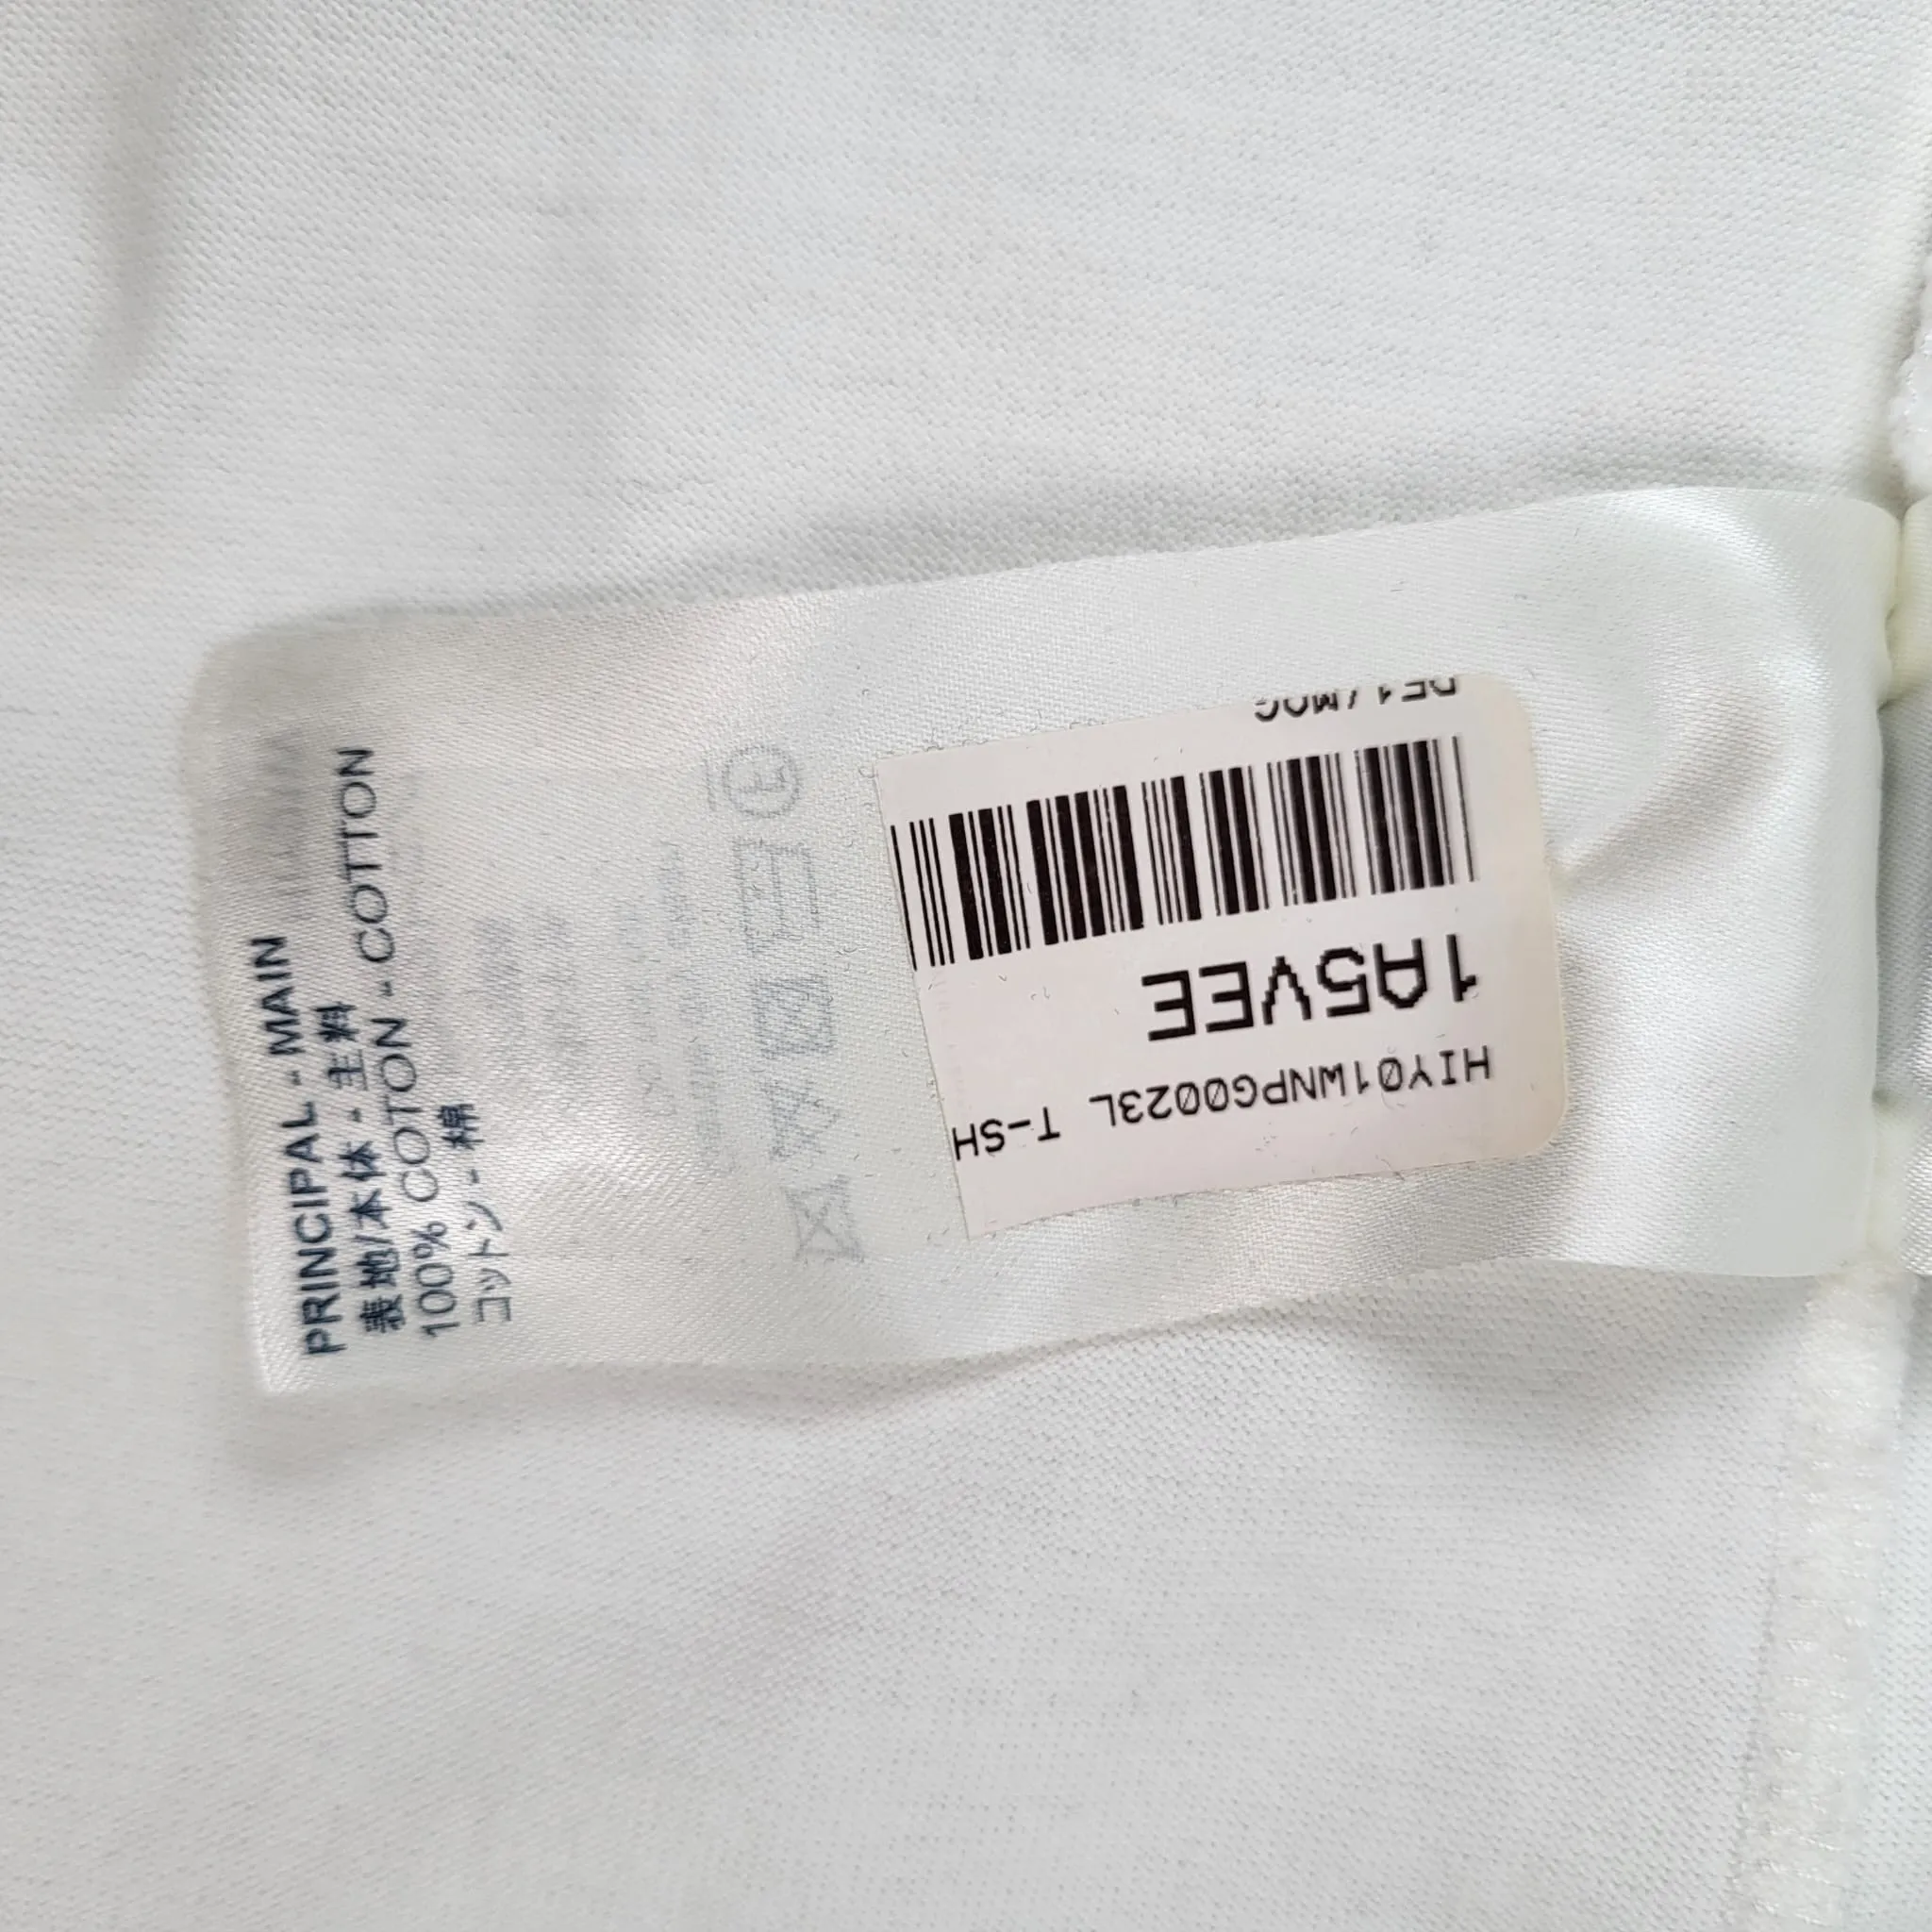 PRINCIPAL - MAIN
表地/本体 - 主料
100% COTON - COTTON
コットン - 棉
HIY01WNPG0023L T-SH
1A5VEE